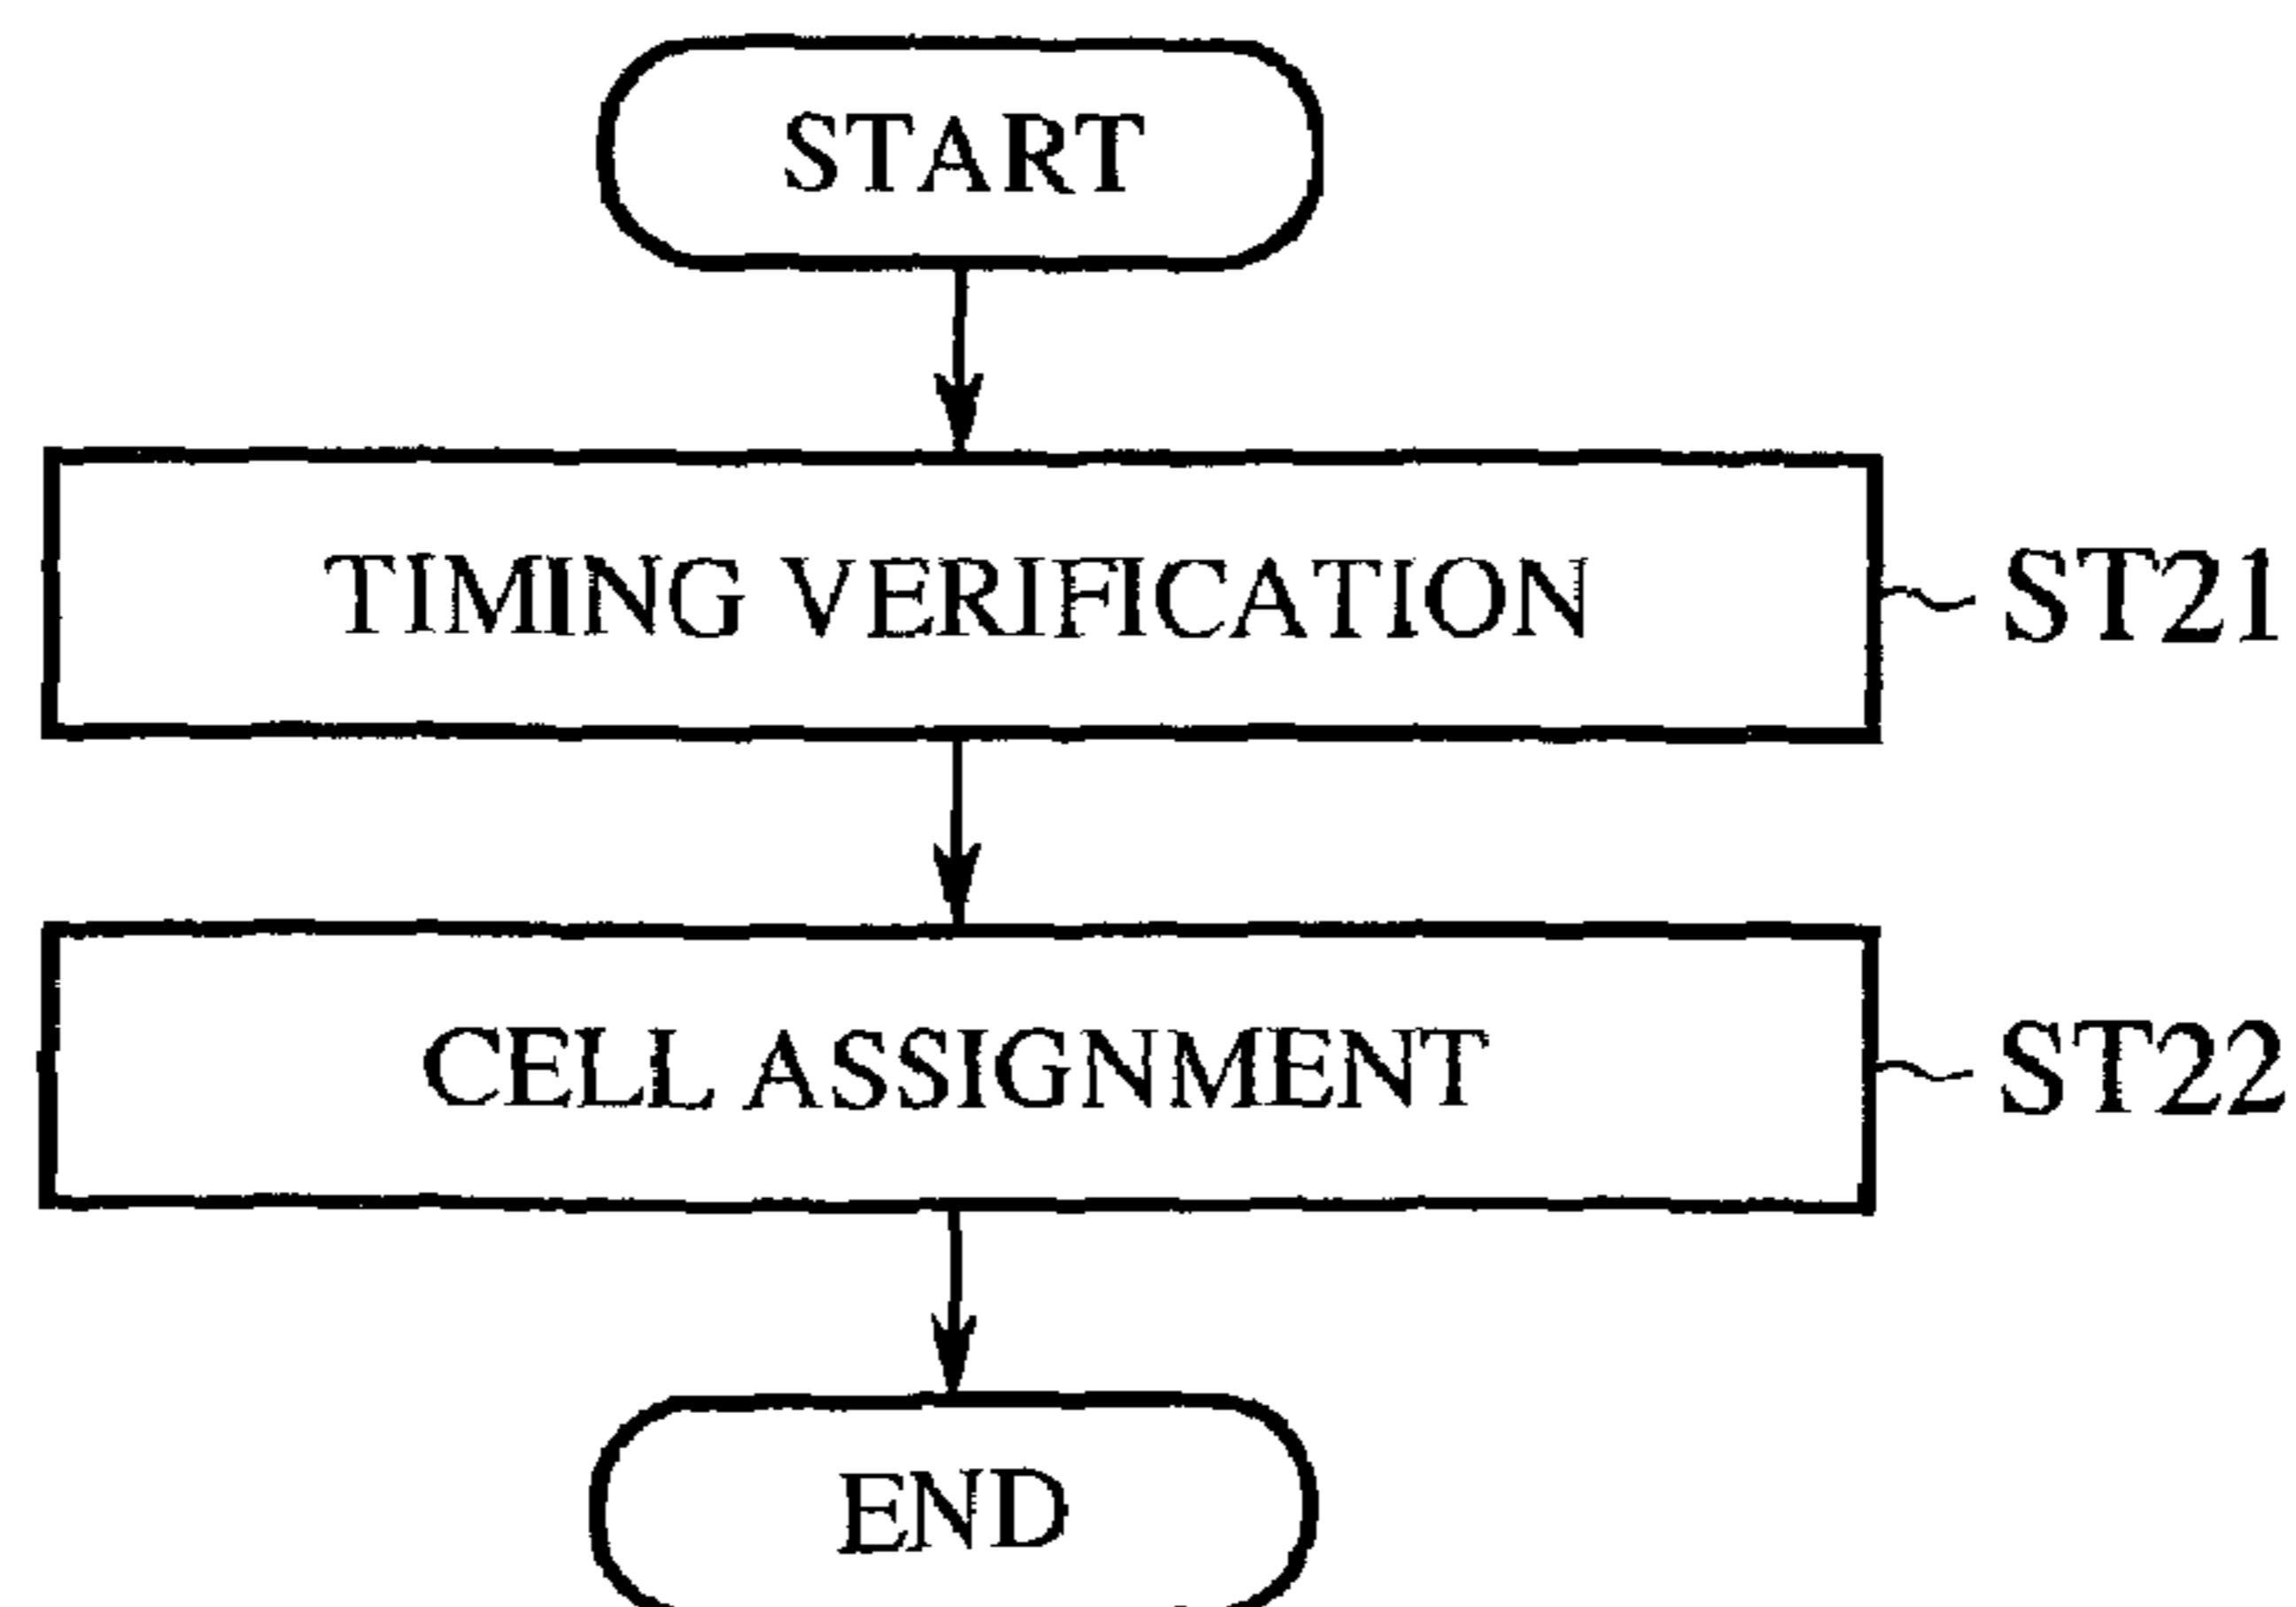 START
TIMING VERIFICATION
ST21
CELL ASSIGNMENT
ST22
END